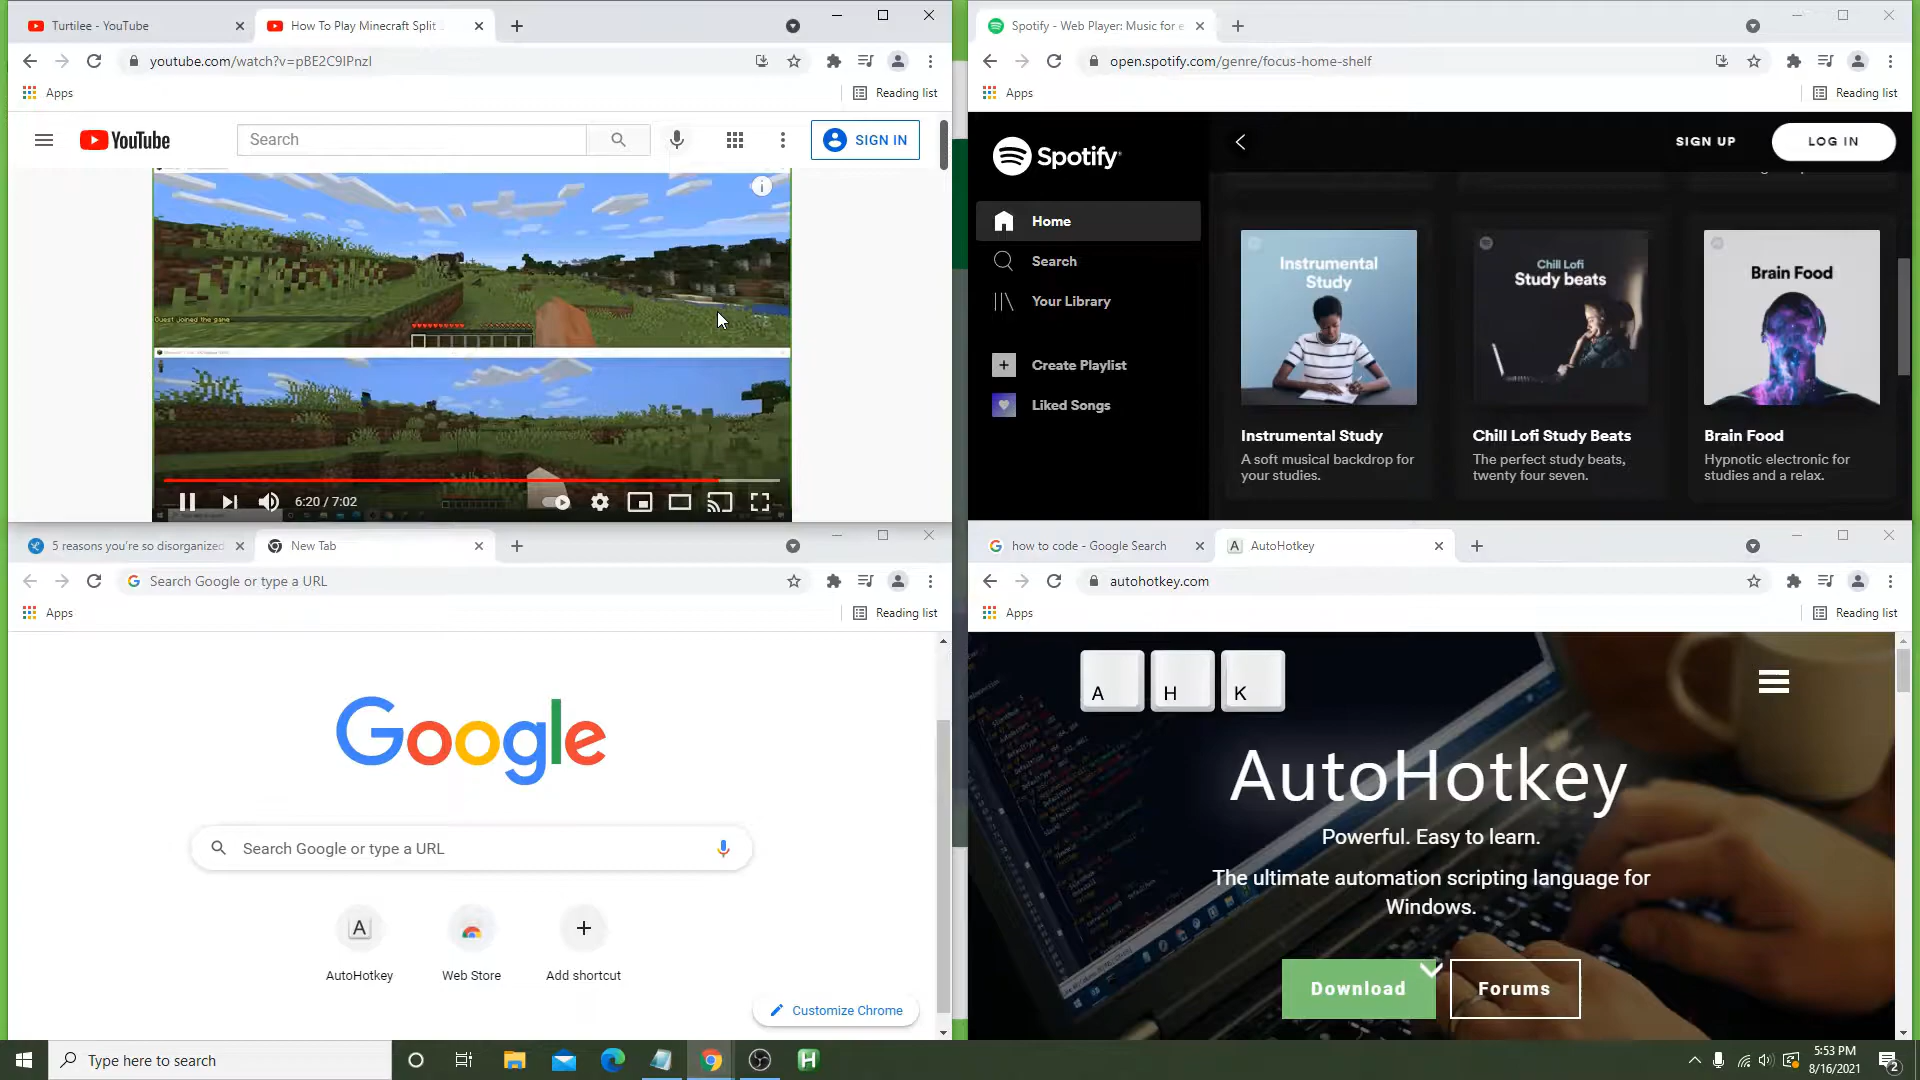 Turtilee - YouTube
How To Play Minecraft Split
youtube.com/watch?v=pBE2C9IPnzI
Apps
Reading list
YouTube
Search
SIGN IN
Guest joined the game
6:20 / 7:02
Spotify - Web Player: Music for e
open.spotify.com/genre/focus-home-shelf
Apps
Reading list
Spotify
SIGN UP
LOG IN
Home
Search
Your Library
Create Playlist
Liked Songs
Instrumental
Study
Chill Lofi
Study beats
Brain Food
Instrumental Study
A soft musical backdrop for
your studies.
Chill Lofi Study Beats
The perfect study beats,
twenty four seven.
Brain Food
Hypnotic electronic for
studies and a relax.
5 reasons you're so disorganized
New Tab
Search Google or type a URL
Apps
Reading list
Google
Search Google or type a URL
A
AutoHotkey
Web Store
Add shortcut
Customize Chrome
how to code - Google Search
A
AutoHotkey
autohotkey.com
Apps
Reading list
A H K
AutoHotkey
Powerful. Easy to learn.
The ultimate automation scripting language for
Windows.
Download
Forums
Type here to search
H
5:53 PM
8/16/2021
2